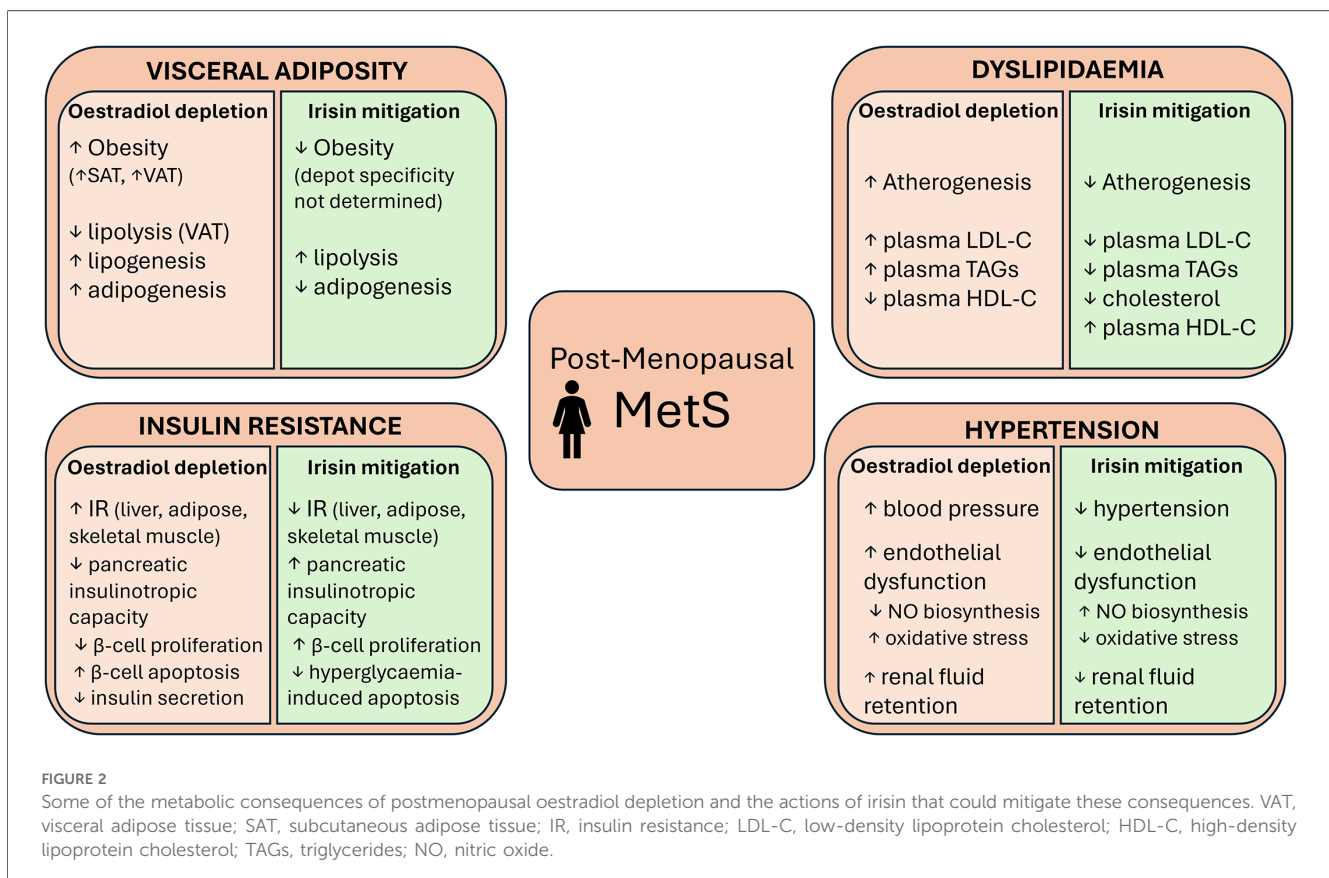 VISCERAL ADIPOSITY
Oestradiol depletion
↑ Obesity
(↑SAT, ↑VAT)
↓ lipolysis (VAT)
↑ lipogenesis
↑ adipogenesis
Irisin mitigation
↓ Obesity
(depot specificity
not determined)
↑ lipolysis
↓ adipogenesis
DYSLIPIDAEMIA
Oestradiol depletion
↑ Atherogenesis
↑ plasma LDL-C
↑ plasma TAGs
↓ plasma HDL-C
Irisin mitigation
↓ Atherogenesis
↓ plasma LDL-C
↓ plasma TAGs
↓ cholesterol
↑ plasma HDL-C
Post-Menopausal
MetS
INSULIN RESISTANCE
Oestradiol depletion
↑ IR (liver, adipose,
skeletal muscle)
↓ pancreatic
insulinotropic
capacity
↓ β-cell proliferation
↑ β-cell apoptosis
↓ insulin secretion
Irisin mitigation
↓ IR (liver, adipose,
skeletal muscle)
↑ pancreatic
insulinotropic
capacity
↑ β-cell proliferation
↓ hyperglycaemia-
induced apoptosis
HYPERTENSION
Oestradiol depletion
↑ blood pressure
↑ endothelial
dysfunction
↓ NO biosynthesis
↑ oxidative stress
↑ renal fluid
retention
Irisin mitigation
↓ hypertension
↓ endothelial
dysfunction
↑ NO biosynthesis
↓ oxidative stress
↓ renal fluid
retention
FIGURE 2
Some of the metabolic consequences of postmenopausal oestradiol depletion and the actions of irisin that could mitigate these consequences. VAT,
visceral adipose tissue; SAT, subcutaneous adipose tissue; IR, insulin resistance; LDL-C, low-density lipoprotein cholesterol; HDL-C, high-density
lipoprotein cholesterol; TAGs, triglycerides; NO, nitric oxide.